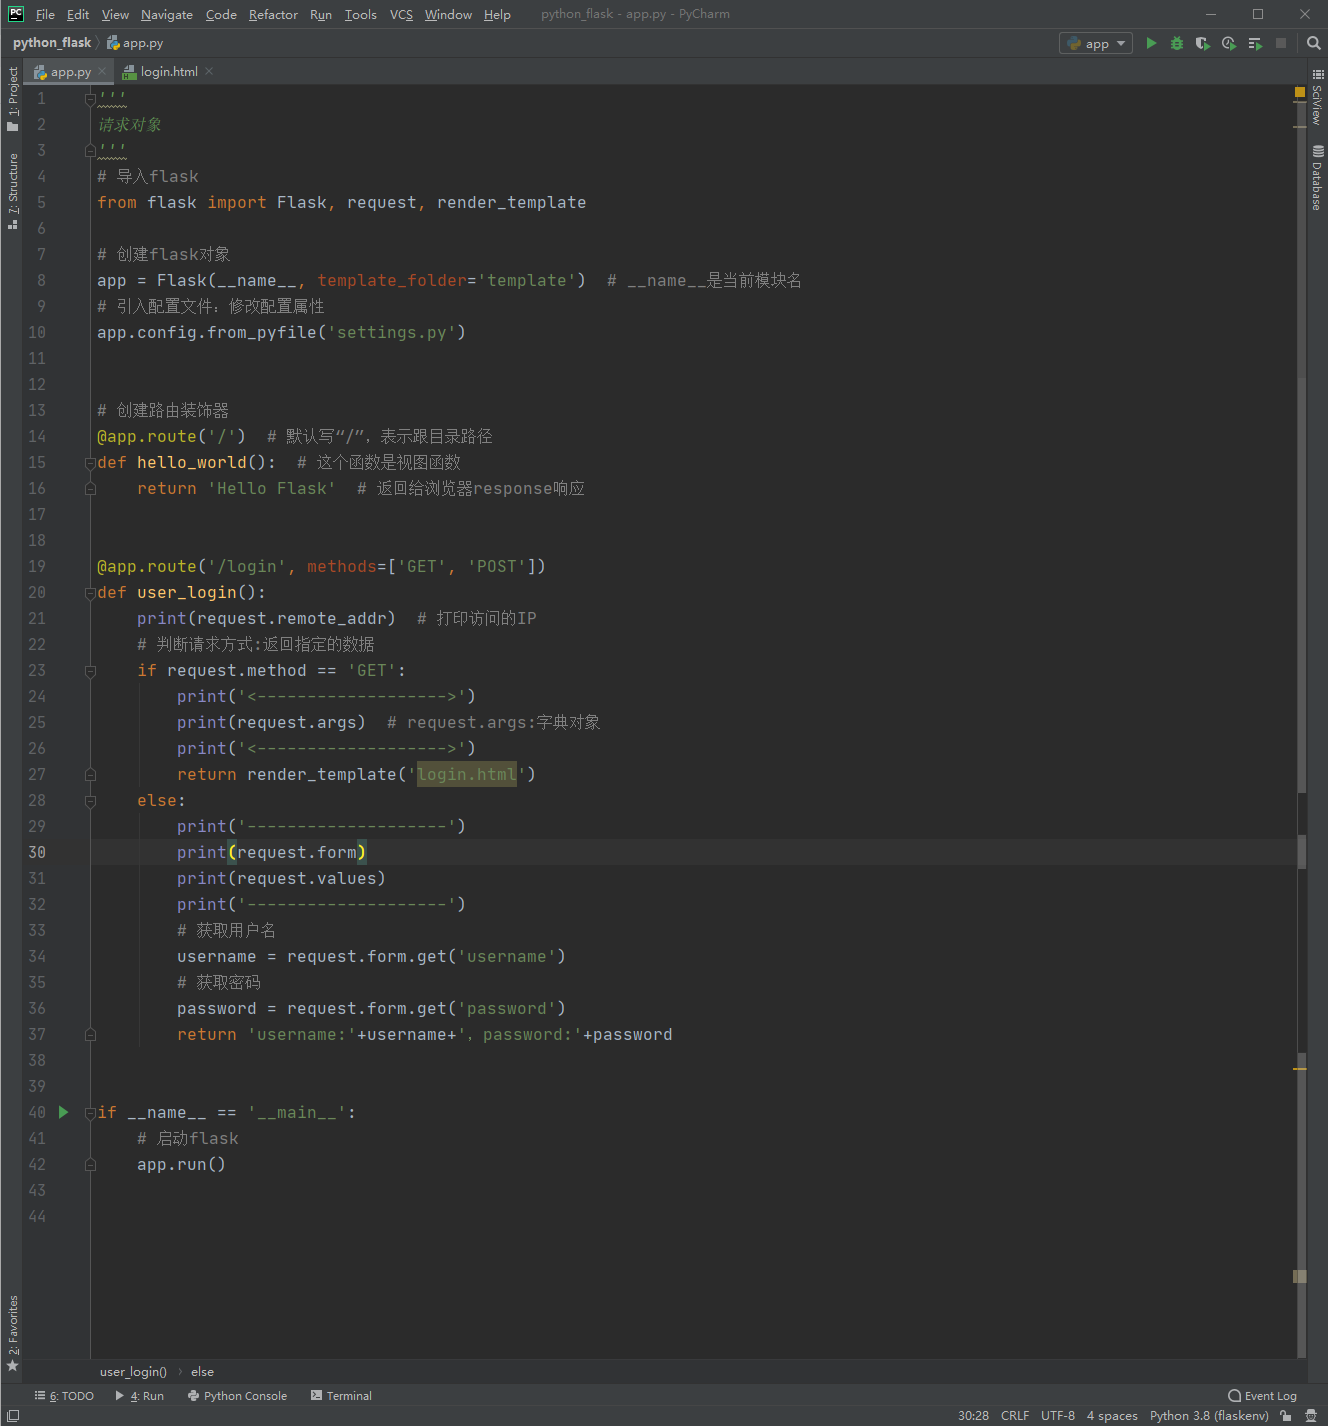 File Edit View Navigate Code Refactor Run Tools VCS Window Help python_flask - app.py - PyCharm
python_flask app.py app
app.py login.html
1: Project
7: Structure
2: Favorites
SciView
Database
1 '''
2 请求对象
3 '''
4 # 导入flask
5 from flask import Flask, request, render_template
6
7 # 创建flask对象
8 app = Flask(__name__, template_folder='template')  # __name__是当前模块名
9 # 引入配置文件：修改配置属性
10 app.config.from_pyfile('settings.py')
11
12
13 # 创建路由装饰器
14 @app.route('/')  # 默认写“/”，表示跟目录路径
15 def hello_world():  # 这个函数是视图函数
16     return 'Hello Flask'  # 返回给浏览器response响应
17
18
19 @app.route('/login', methods=['GET', 'POST'])
20 def user_login():
21     print(request.remote_addr)  # 打印访问的IP
22     # 判断请求方式:返回指定的数据
23     if request.method == 'GET':
24         print('<------------------->')
25         print(request.args)  # request.args:字典对象
26         print('<------------------->')
27         return render_template('login.html')
28     else:
29         print('--------------------')
30         print(request.form)
31         print(request.values)
32         print('--------------------')
33         # 获取用户名
34         username = request.form.get('username')
35         # 获取密码
36         password = request.form.get('password')
37         return 'username:'+username+'，password:'+password
38
39
40 if __name__ == '__main__':
41     # 启动flask
42     app.run()
43
44
user_login() else
6: TODO 4: Run Python Console Terminal Event Log
30:28 CRLF UTF-8 4 spaces Python 3.8 (flaskenv)